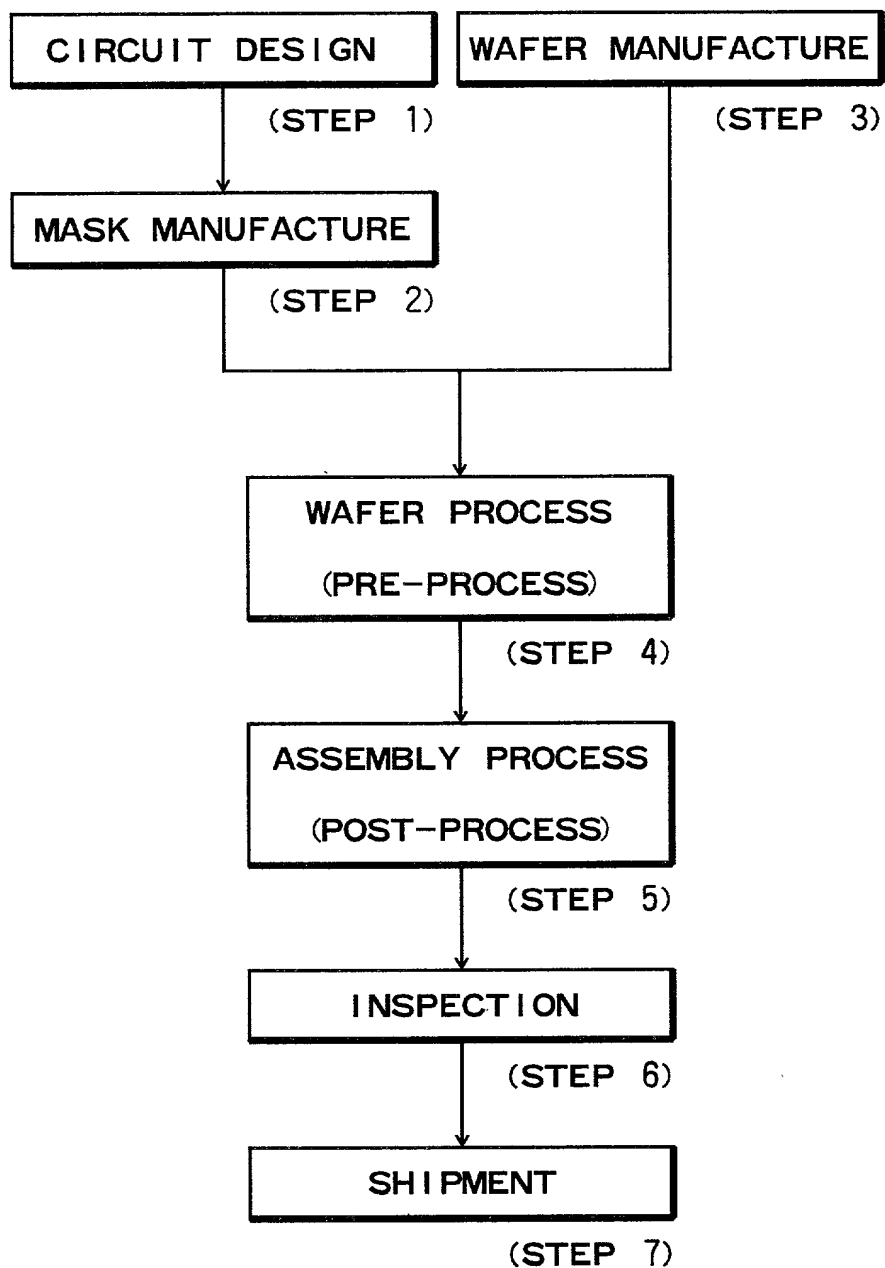 CIRCUIT DESIGN
(STEP 1)
WAFER MANUFACTURE
(STEP 3)
MASK MANUFACTURE
(STEP 2)
WAFER PROCESS
(PRE-PROCESS)
(STEP 4)
ASSEMBLY PROCESS
(POST-PROCESS)
(STEP 5)
INSPECTION
(STEP 6)
SHIPMENT
(STEP 7)